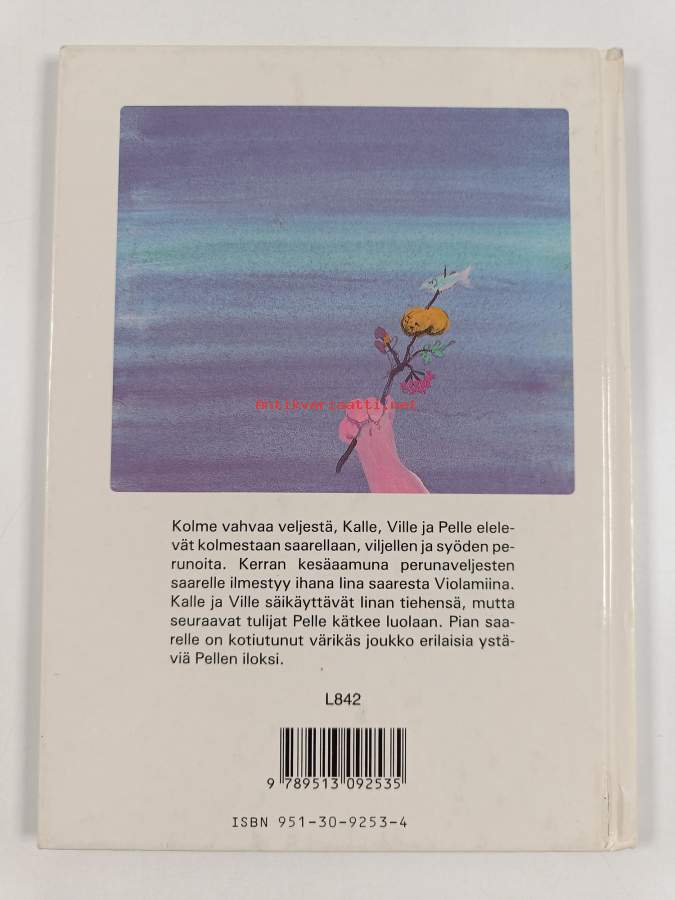 antikvariaatti.net
Kolme vahvaa veljestä, Kalle, Ville ja Pelle elele-
vät kolmestaan saarellaan, viljellen ja syöden pe-
runoita. Kerran kesäaamuna perunaveljesten
saarelle ilmestyy ihana Iina saaresta Violamiina.
Kalle ja Ville säikäyttävät Iinan tiehensä, mutta
seuraavat tulijat Pelle kätkee luolaan. Pian saa-
relle on kotiutunut värikäs joukko erilaisia ystä-
viä Pellen iloksi.
L842
9 789513 092535
ISBN 951-30-9253-4